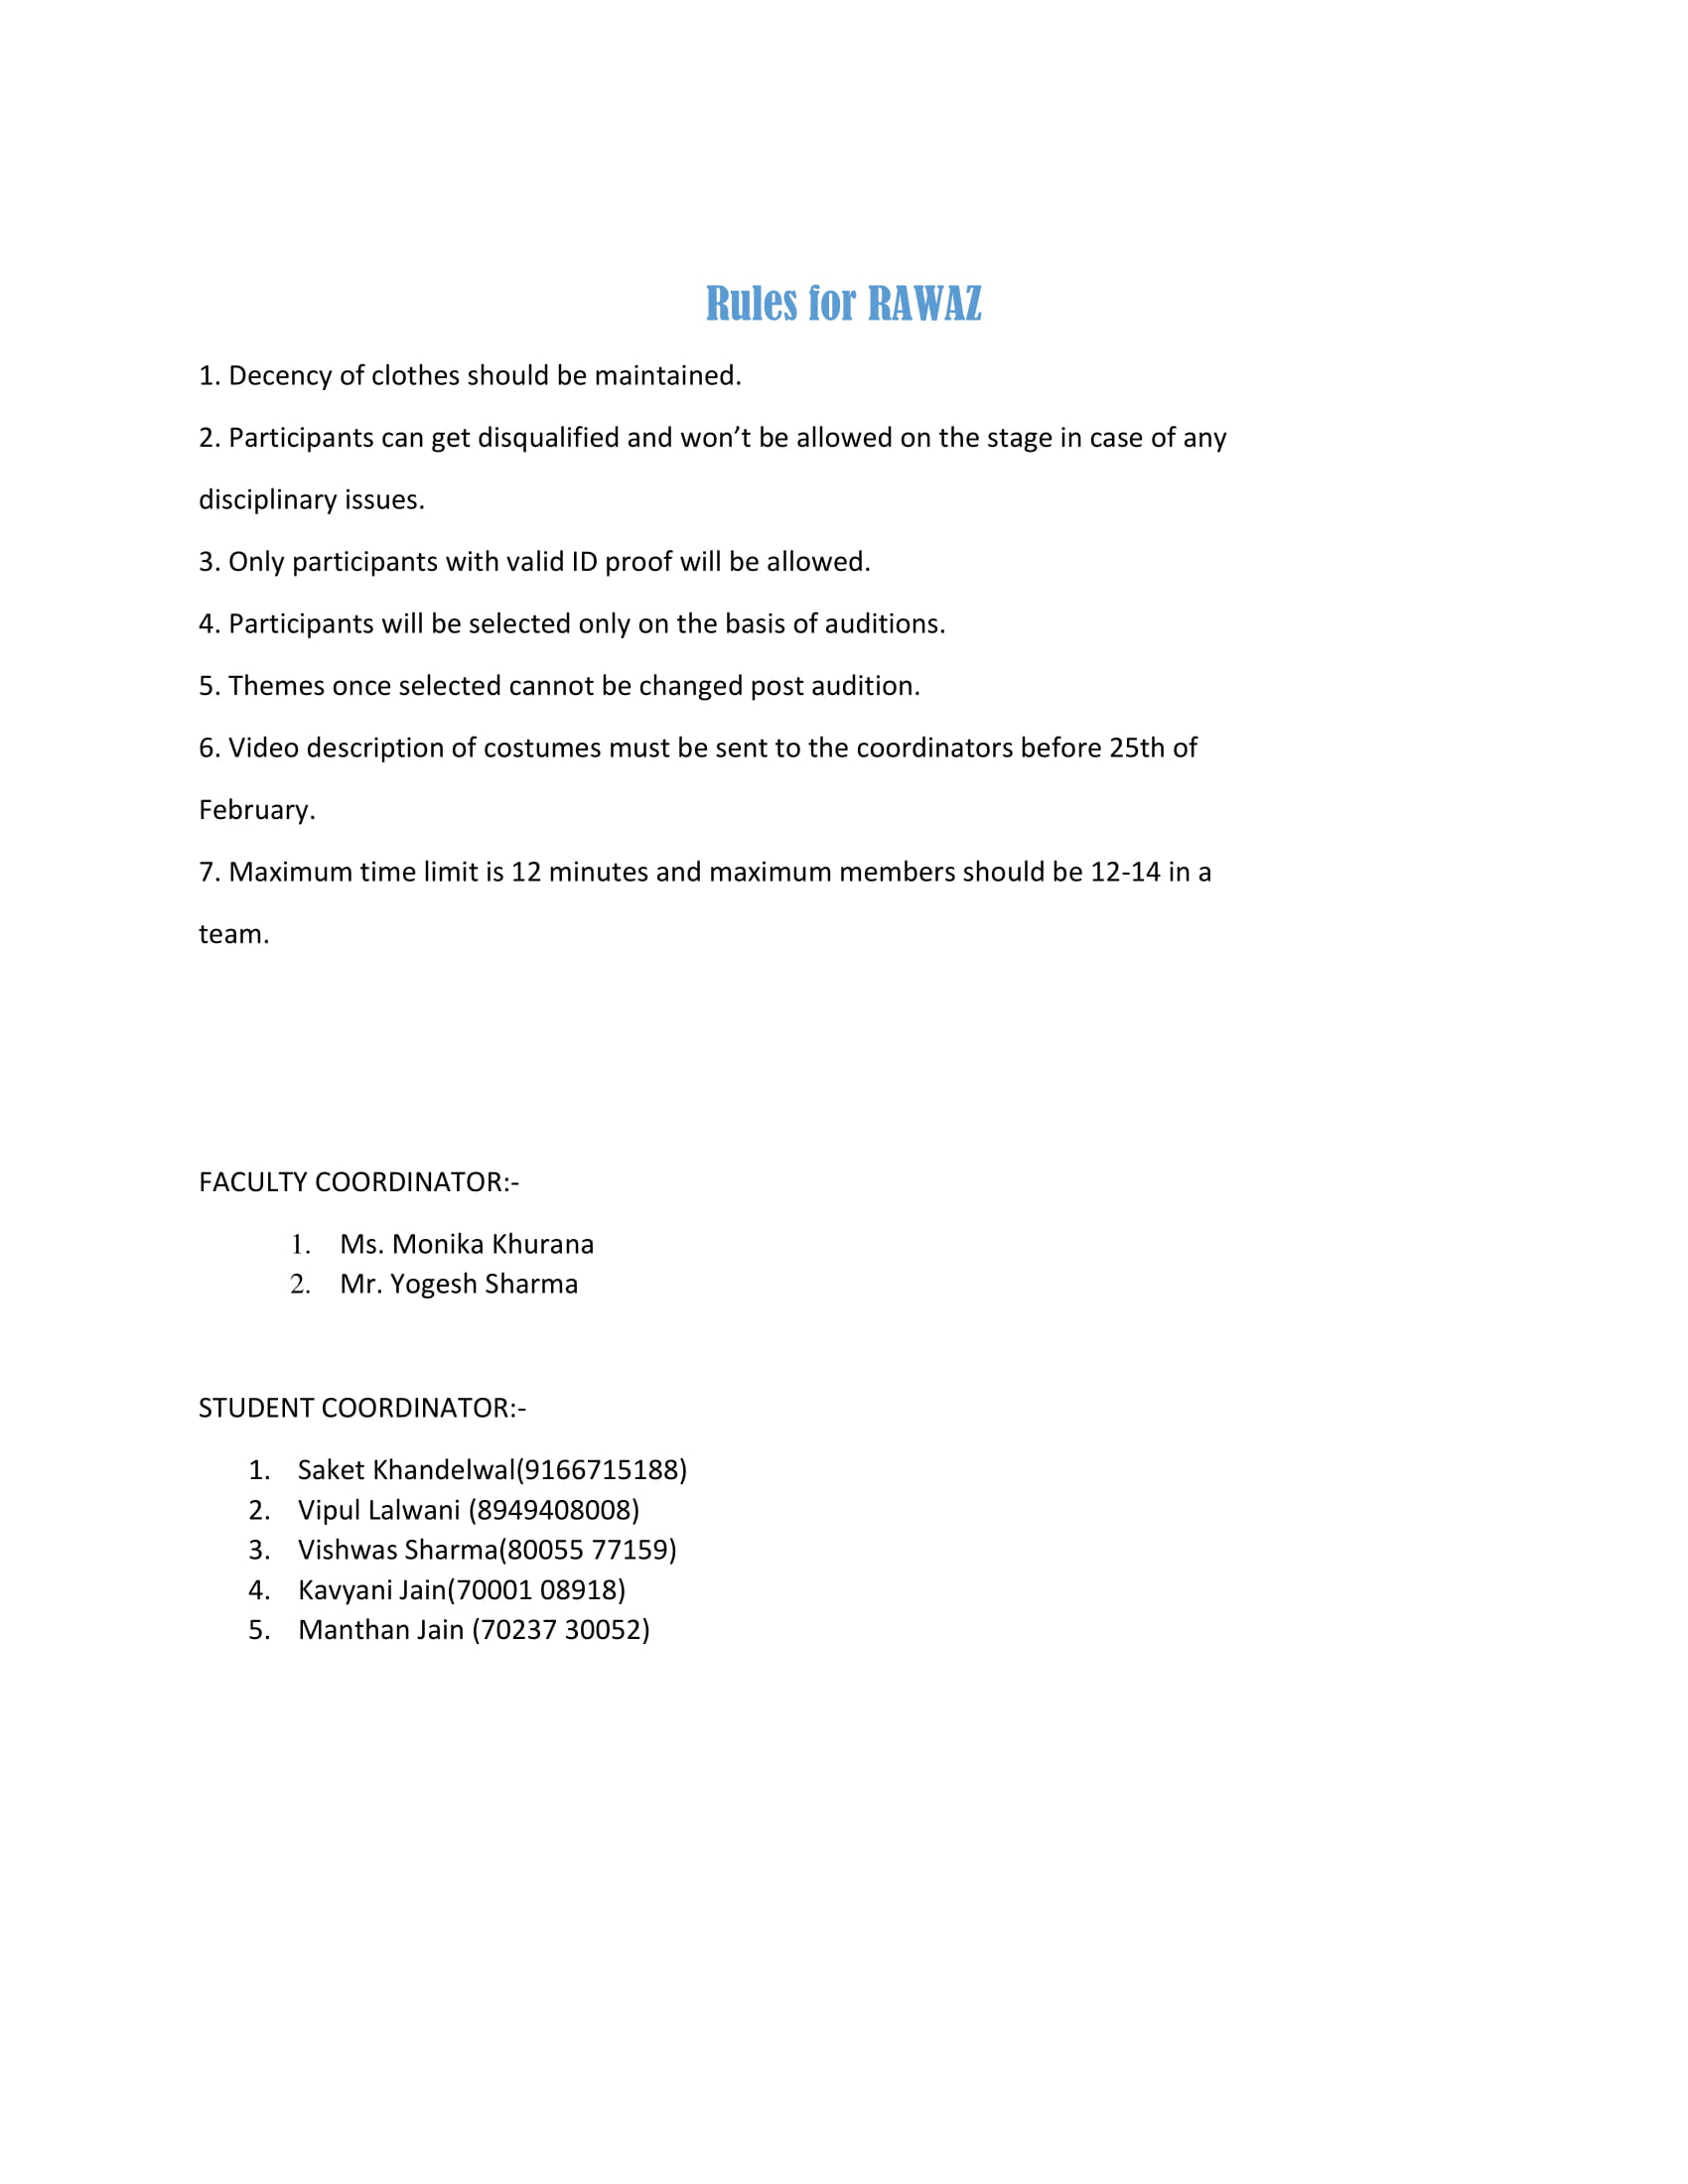 Rules for RAWAZ
1. Decency of clothes should be maintained.
2. Participants can get disqualified and won’t be allowed on the stage in case of any
disciplinary issues.
3. Only participants with valid ID proof will be allowed.
4. Participants will be selected only on the basis of auditions.
5. Themes once selected cannot be changed post audition.
6. Video description of costumes must be sent to the coordinators before 25th of
February.
7. Maximum time limit is 12 minutes and maximum members should be 12-14 in a
team.
FACULTY COORDINATOR:-
1. Ms. Monika Khurana
2. Mr. Yogesh Sharma
STUDENT COORDINATOR:-
1. Saket Khandelwal(9166715188)
2. Vipul Lalwani (8949408008)
3. Vishwas Sharma(80055 77159)
4. Kavyani Jain(70001 08918)
5. Manthan Jain (70237 30052)